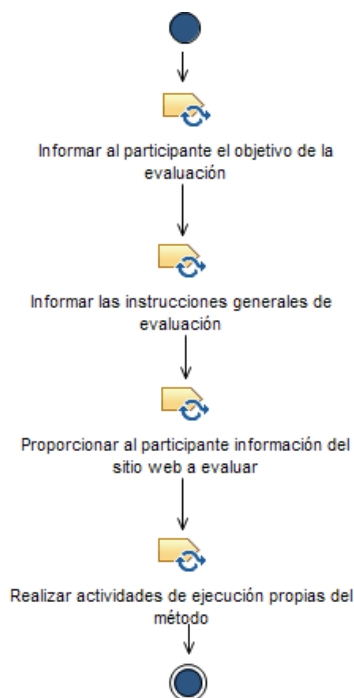 Informar al participante el objetivo de la
evaluación
Informar las instrucciones generales de
evaluación
Proporcionar al participante información del
sitio web a evaluar
Realizar actividades de ejecución propias del
método